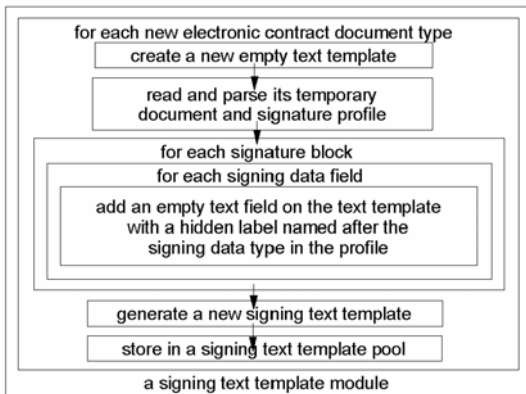 for each new electronic contract document type
create a new empty text template
read and parse its temporary
document and signature profile
for each signature block
for each signing data field
add an empty text field on the text template
with a hidden label named after the
signing data type in the profile
generate a new signing text template
store in a signing text template pool
a signing text template module